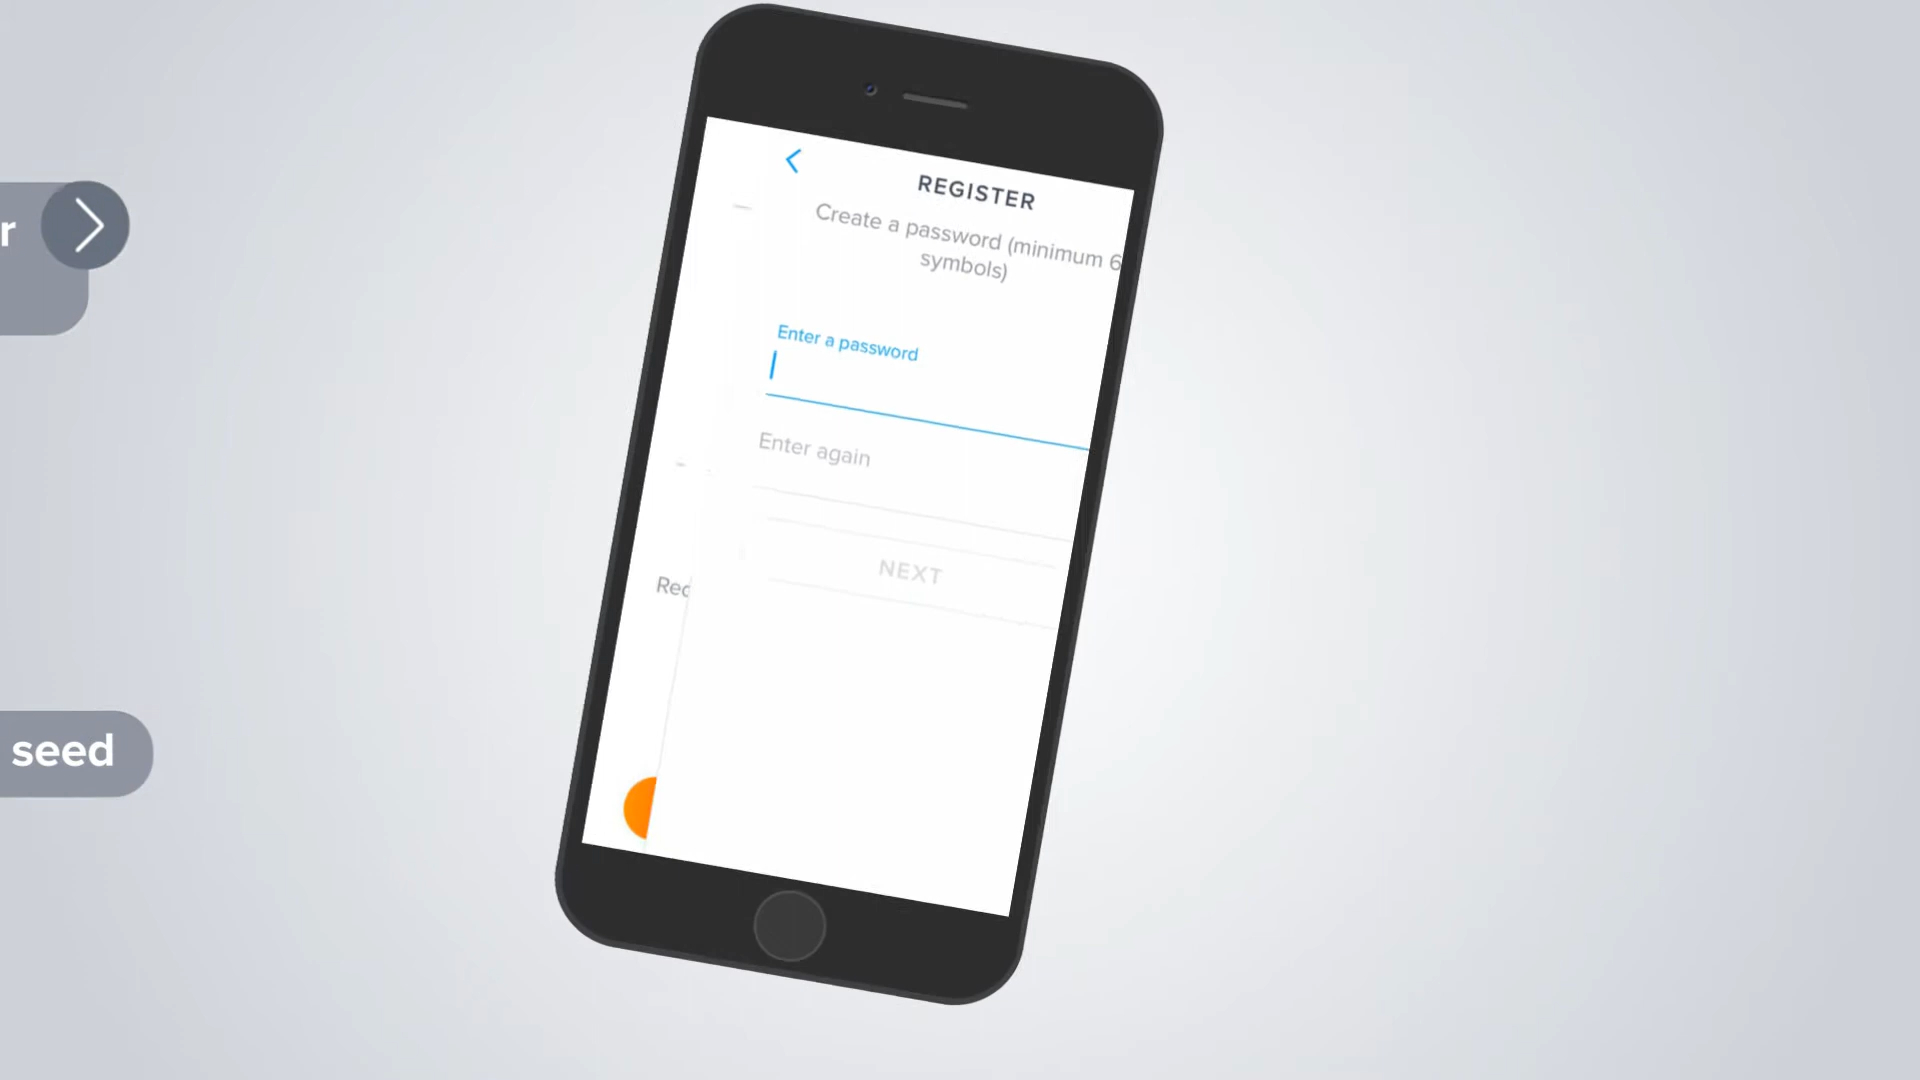 REGISTER
Create a password (minimum 6
symbols)
r
Enter a password
Enter again
NEXT
Rec
seed